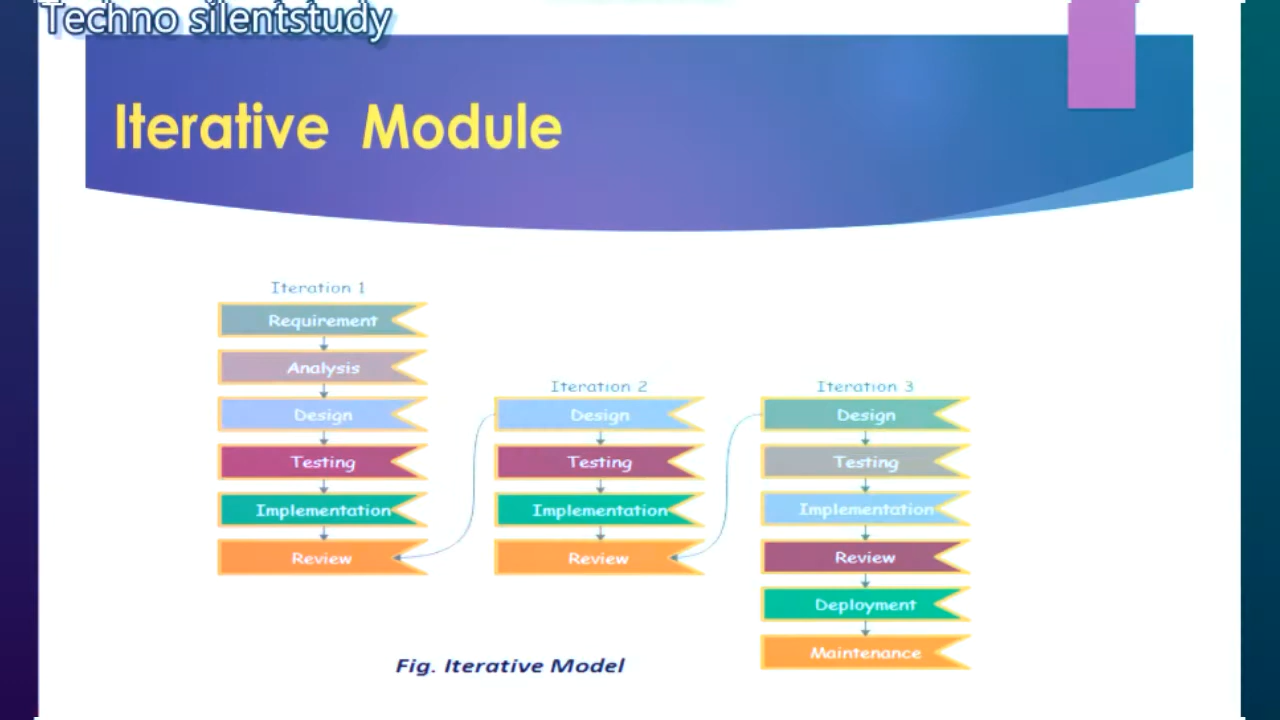 Techno silentstudy
Iterative Module
Iteration 1
Requirement
Analysis
Design
Testing
Implementation
Review
Iteration 2
Design
Testing
Implementation
Review
Iteration 3
Design
Testing
Implementation
Review
Deployment
Maintenance
Fig. Iterative Model